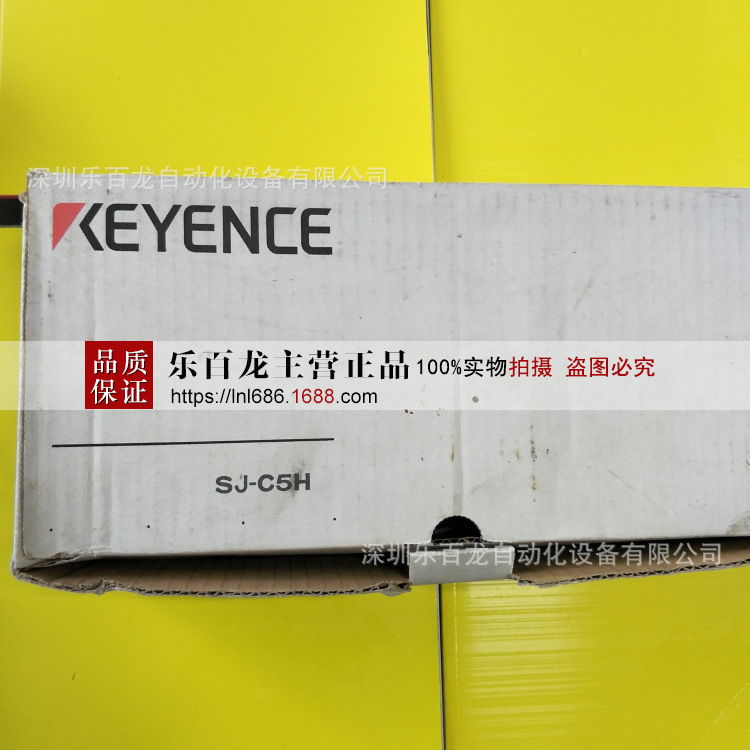 深圳乐百龙自动化设备有限公司
KEYENCE
品质保证
乐百龙主营正品 100%实物拍摄 盗图必究
https://lnl686.1688.com
SJ-C5H
深圳乐百龙自动化设备有限公司